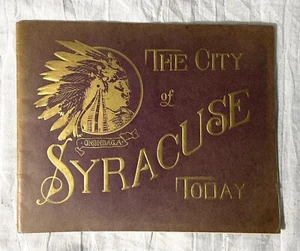 THE CITY
of
ONONDAGA
SYRACUSE
TODAY